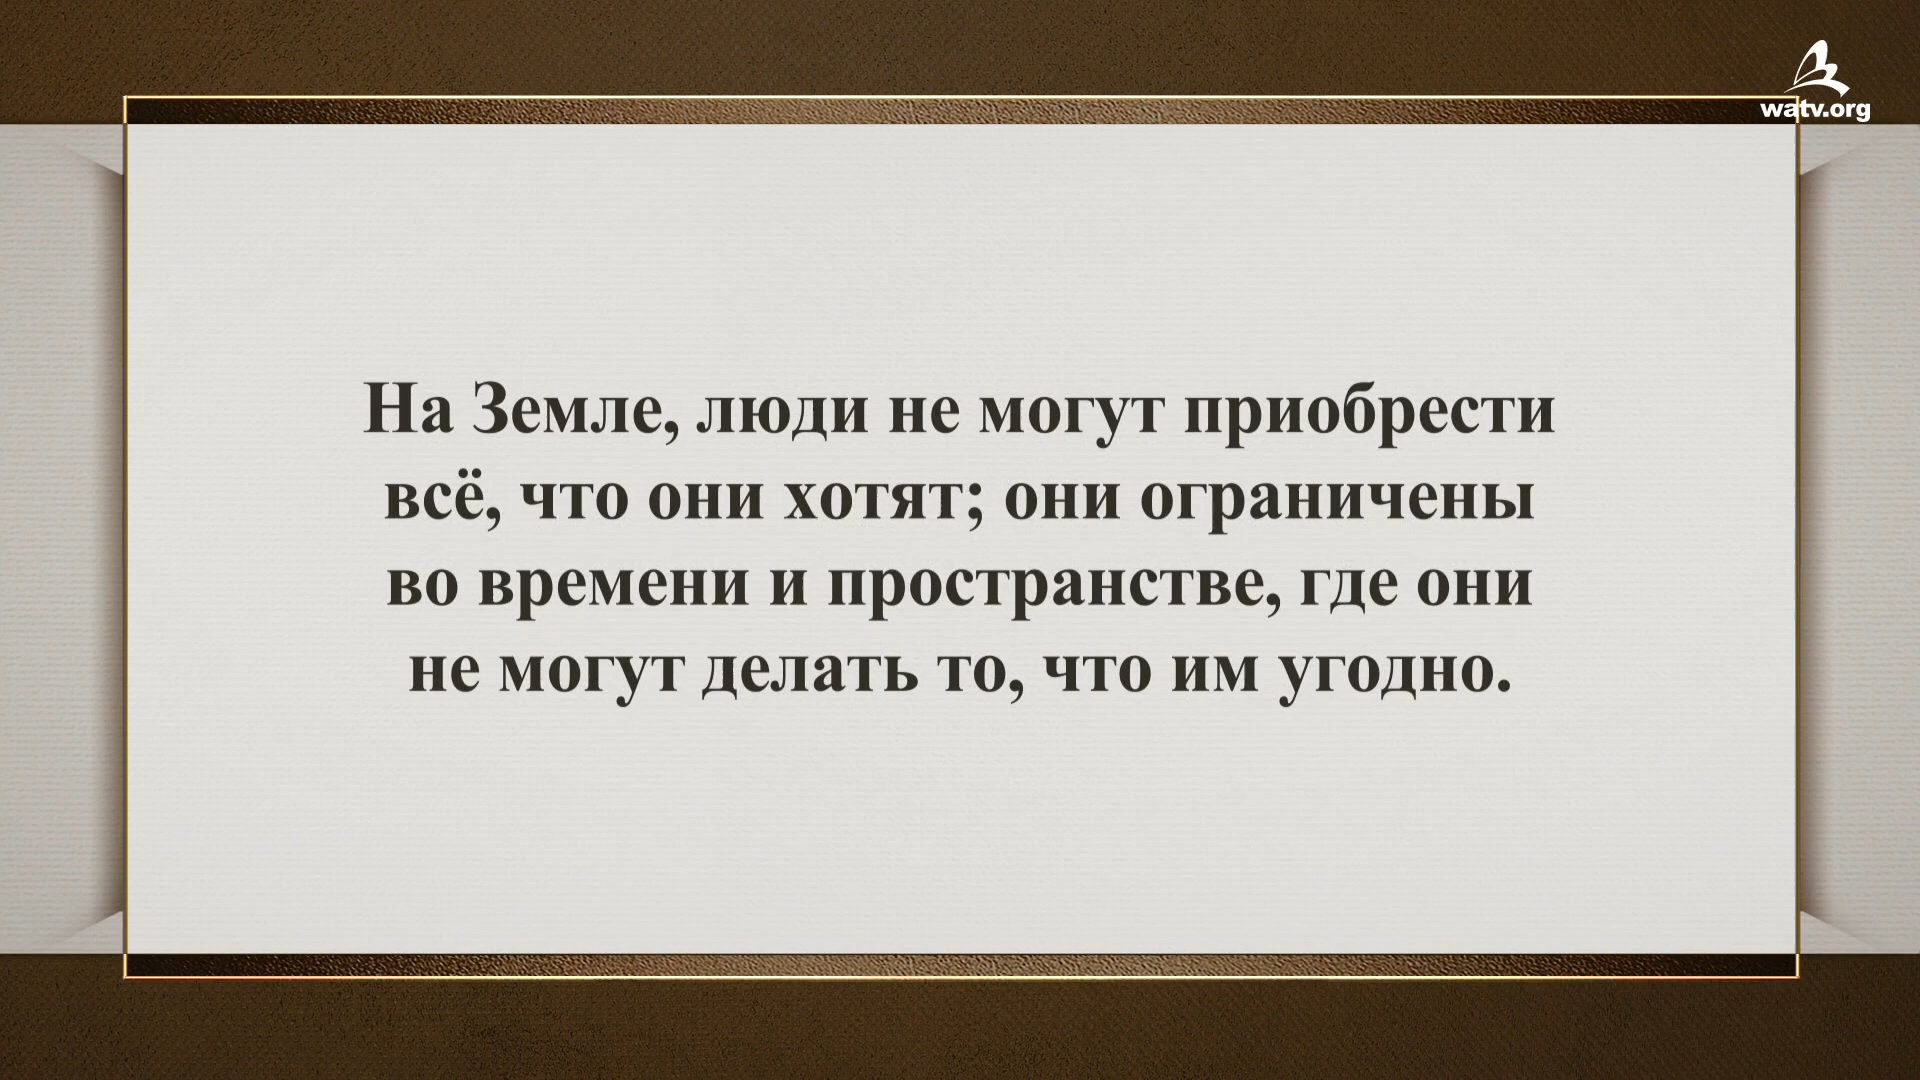 watv.org
На Земле, люди не могут приобрести
всё, что они хотят; они ограничены
во времени и пространстве, где они
не могут делать то, что им угодно.